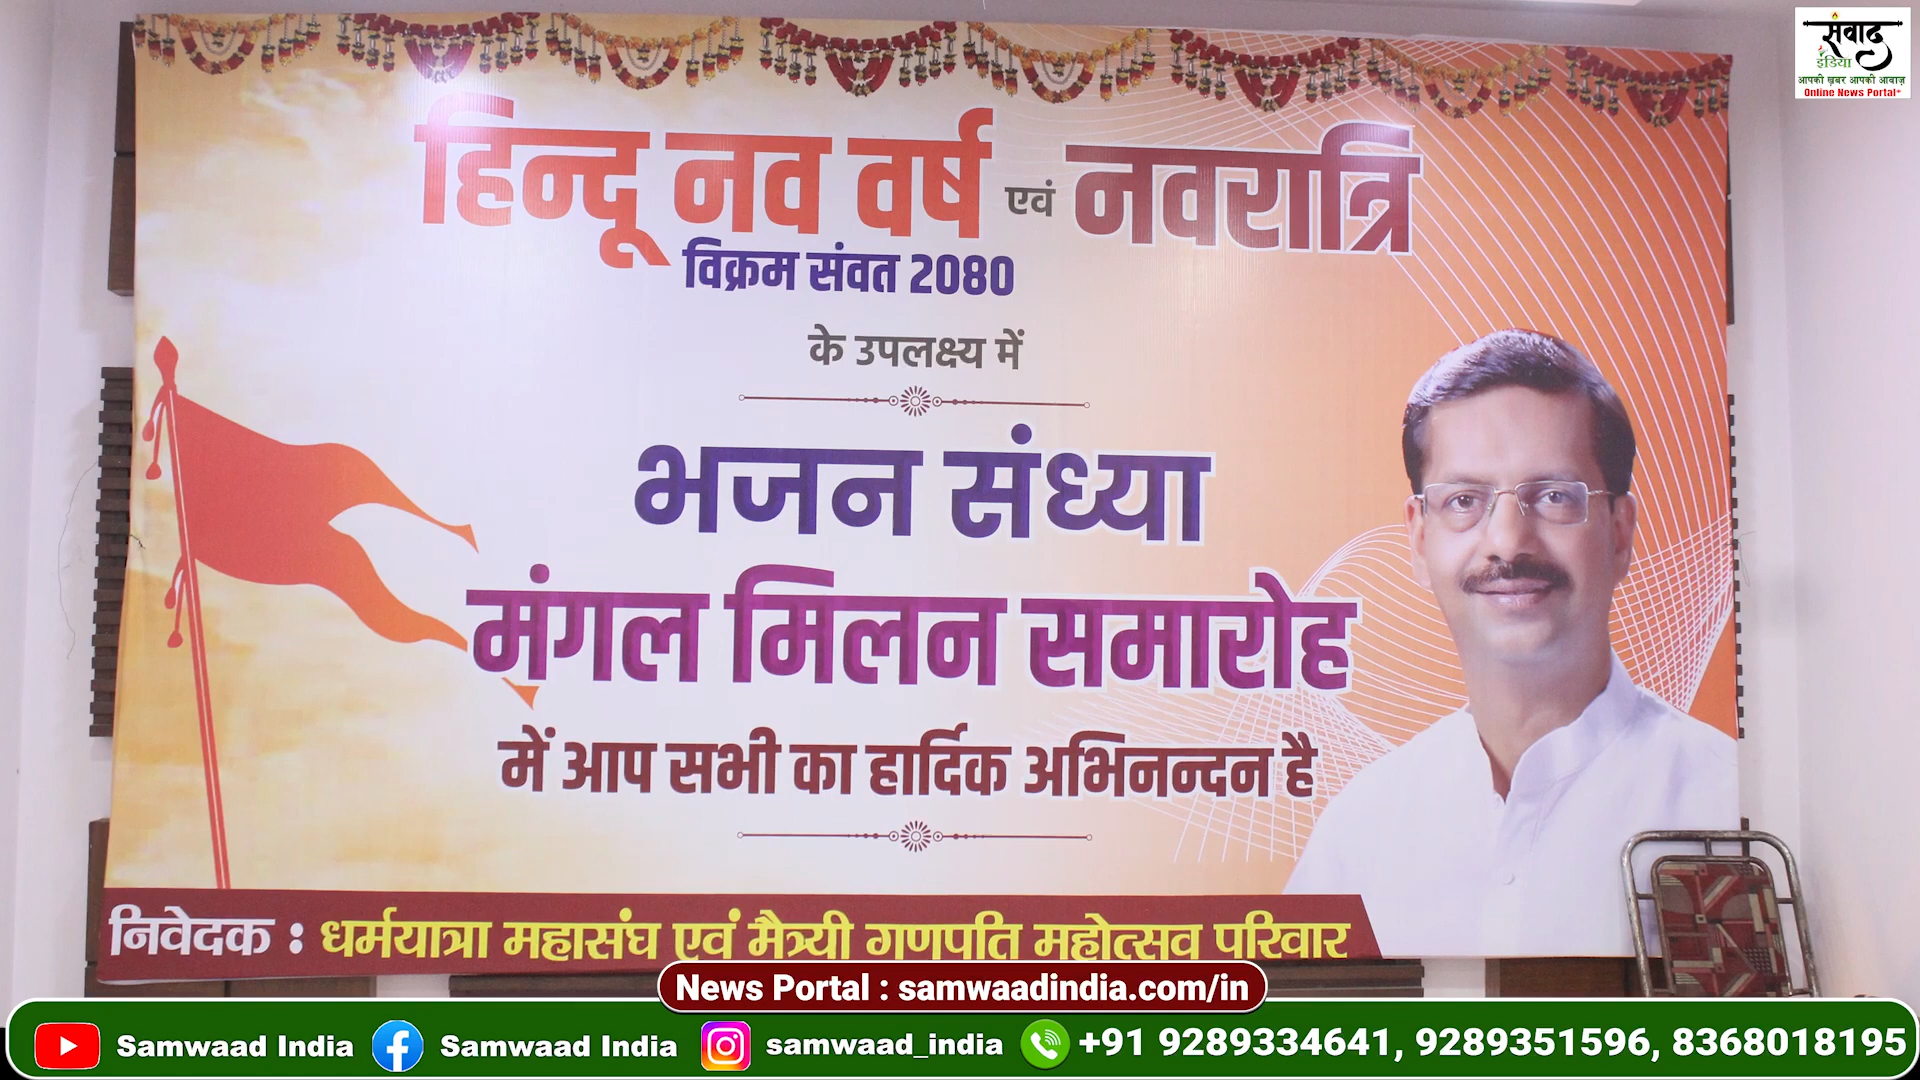 संवाद
इंडिया
आपकी ख़बर आपकी आवाज़
Online News Portal*
हिन्दू नव वर्ष एवं नवरात्रि
विक्रम संवत 2080
के उपलक्ष्य में
भजन संध्या
मंगल मिलन समारोह
में आप सभी का हार्दिक अभिनन्दन है
निवेदक : धर्मयात्रा महासंघ एवं मैत्र्यी गणपति महोत्सव परिवार
News Portal : samwaadindia.com/in
Samwaad India Samwaad India samwaad_india +91 9289334641, 9289351596, 8368018195